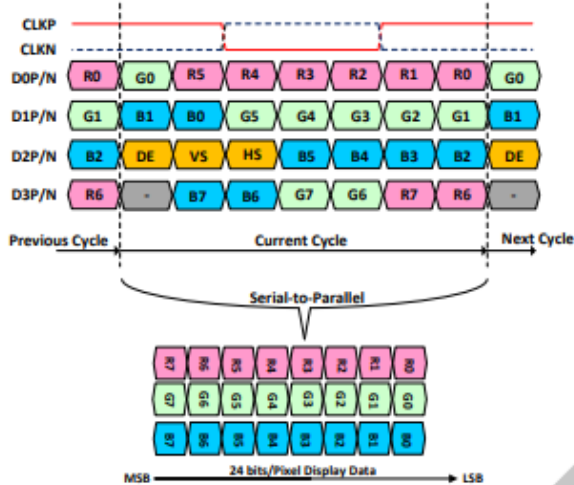 CLKP
CLKN
D0P/N R0 G0 R5 R4 R3 R2 R1 R0 G0
D1P/N G1 B1 B0 G5 G4 G3 G2 G1 B1
D2P/N B2 DE VS HS B5 B4 B3 B2 DE
D3P/N R6 - B7 B6 G7 G6 R7 R6 -
Previous Cycle Current Cycle Next Cycle
Serial-to-Parallel
R7 R6 R5 R4 R3 R2 R1 R0
G7 G6 G5 G4 G3 G2 G1 G0
B7 B6 B5 B4 B3 B2 B1 B0
MSB 24 bits/Pixel Display Data LSB